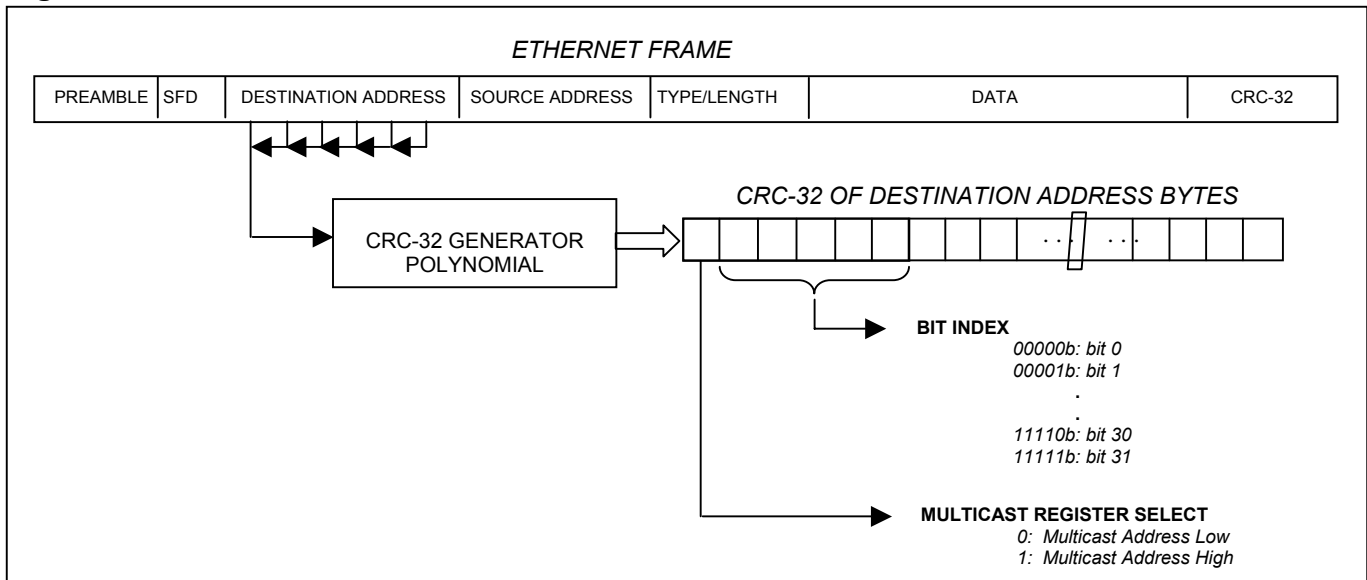 ETHERNET FRAME
PREAMBLE SFD DESTINATION ADDRESS SOURCE ADDRESS TYPE/LENGTH DATA CRC-32
CRC-32 OF DESTINATION ADDRESS BYTES
CRC-32 GENERATOR
POLYNOMIAL
. . . . . .
BIT INDEX
00000b: bit 0
00001b: bit 1
.
.
11110b: bit 30
11111b: bit 31
MULTICAST REGISTER SELECT
0: Multicast Address Low
1: Multicast Address High